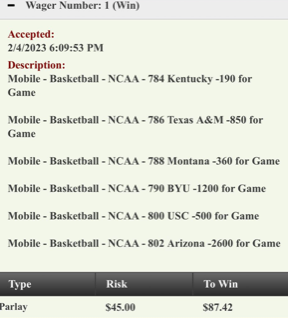 − Wager Number: 1 (Win)
Accepted:
2/4/2023 6:09:53 PM
Description:
Mobile - Basketball - NCAA - 784 Kentucky -190 for
Game
Mobile - Basketball - NCAA - 786 Texas A&M -850 for
Game
Mobile - Basketball - NCAA - 788 Montana -360 for Game
Mobile - Basketball - NCAA - 790 BYU -1200 for Game
Mobile - Basketball - NCAA - 800 USC -500 for Game
Mobile - Basketball - NCAA - 802 Arizona -2600 for Game
Type Risk To Win
Parlay $45.00 $87.42